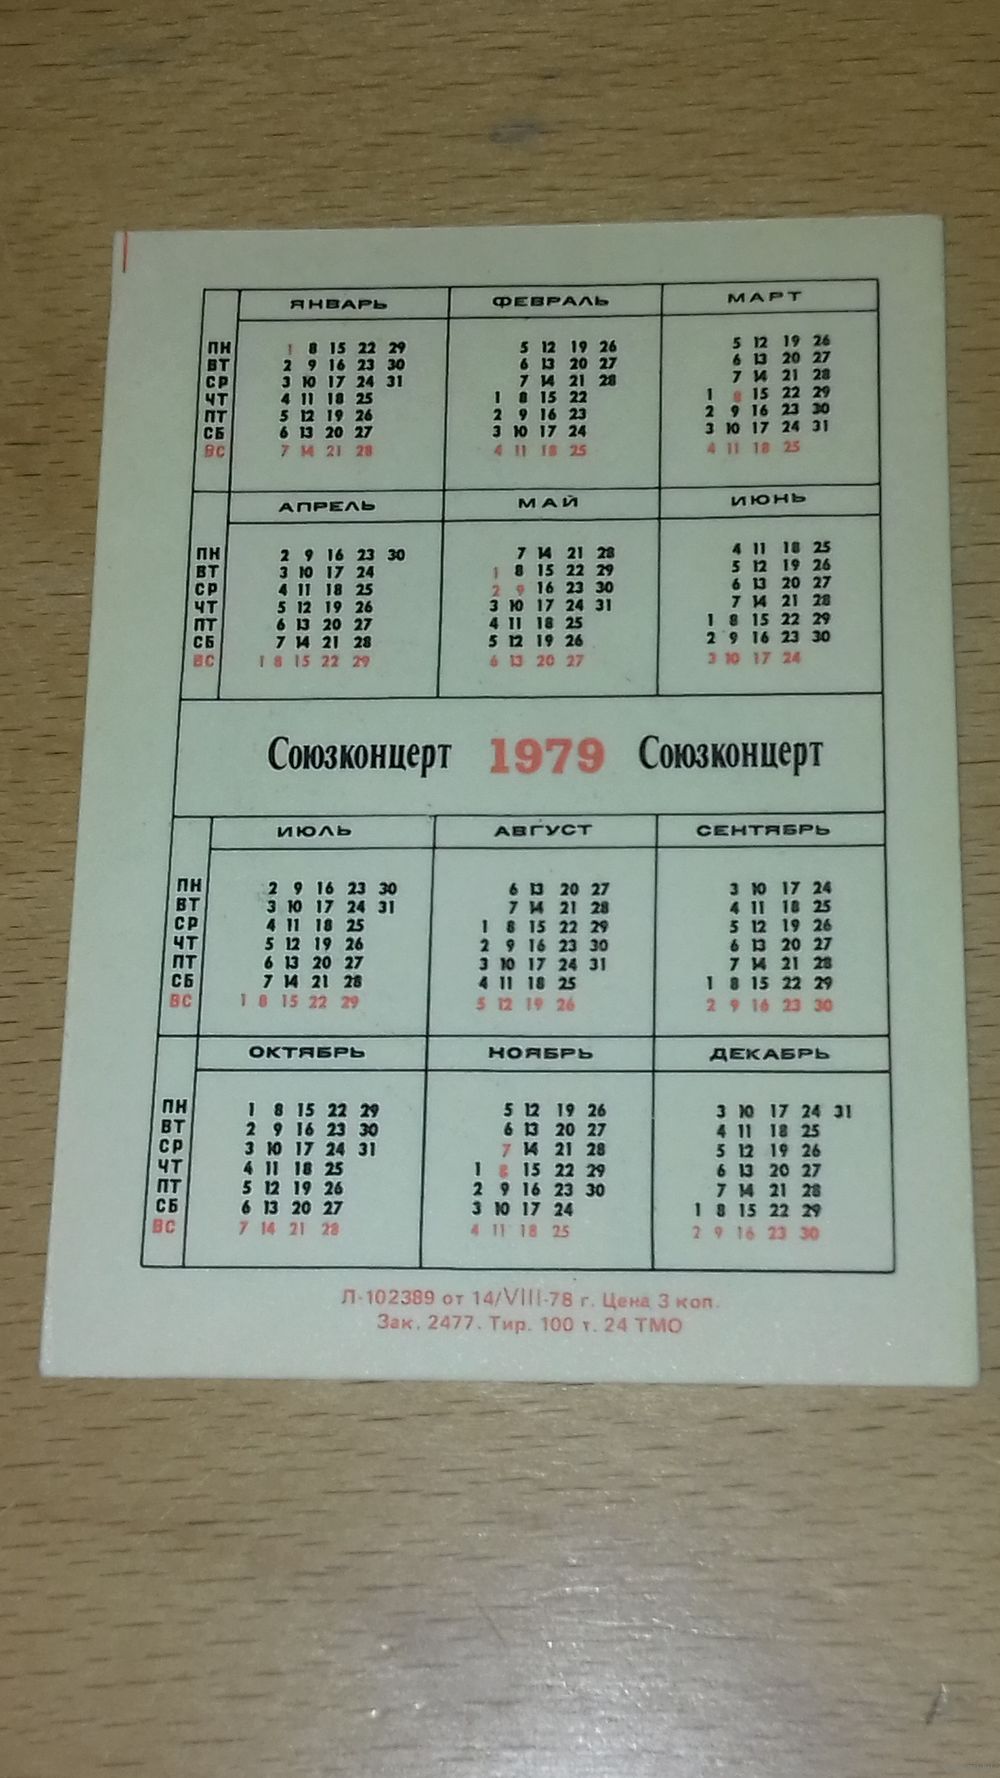 ЯНВАРЬ ФЕВРАЛЬ МАРТ
ПН 1 8 15 22 29 5 12 19 26 5 12 19 26
ВТ 2 9 16 23 30 6 13 20 27 6 13 20 27
СР 3 10 17 24 31 7 14 21 28 7 14 21 28
ЧТ 4 11 18 25 1 8 15 22 1 8 15 22 29
ПТ 5 12 19 26 2 9 16 23 2 9 16 23 30
СБ 6 13 20 27 3 10 17 24 3 10 17 24 31
ВС 7 14 21 28 4 11 18 25 4 11 18 25
АПРЕЛЬ МАЙ ИЮНЬ
ПН 2 9 16 23 30 7 14 21 28 4 11 18 25
ВТ 3 10 17 24 1 8 15 22 29 5 12 19 26
СР 4 11 18 25 2 9 16 23 30 6 13 20 27
ЧТ 5 12 19 26 3 10 17 24 31 7 14 21 28
ПТ 6 13 20 27 4 11 18 25 1 8 15 22 29
СБ 7 14 21 28 5 12 19 26 2 9 16 23 30
ВС 1 8 15 22 29 6 13 20 27 3 10 17 24
Союзконцерт 1979 Союзконцерт
ИЮЛЬ АВГУСТ СЕНТЯБРЬ
ПН 2 9 16 23 30 6 13 20 27 3 10 17 24
ВТ 3 10 17 24 31 7 14 21 28 4 11 18 25
СР 4 11 18 25 1 8 15 22 29 5 12 19 26
ЧТ 5 12 19 26 2 9 16 23 30 6 13 20 27
ПТ 6 13 20 27 3 10 17 24 31 7 14 21 28
СБ 7 14 21 28 4 11 18 25 1 8 15 22 29
ВС 1 8 15 22 29 5 12 19 26 2 9 16 23 30
ОКТЯБРЬ НОЯБРЬ ДЕКАБРЬ
ПН 1 8 15 22 29 5 12 19 26 3 10 17 24 31
ВТ 2 9 16 23 30 6 13 20 27 4 11 18 25
СР 3 10 17 24 31 7 14 21 28 5 12 19 26
ЧТ 4 11 18 25 1 8 15 22 29 6 13 20 27
ПТ 5 12 19 26 2 9 16 23 30 7 14 21 28
СБ 6 13 20 27 3 10 17 24 1 8 15 22 29
ВС 7 14 21 28 4 11 18 25 2 9 16 23 30
Л-102389 от 14/VIII-78 г. Цена 3 коп.
Зак. 2477. Тир. 100 т. 24 ТМО